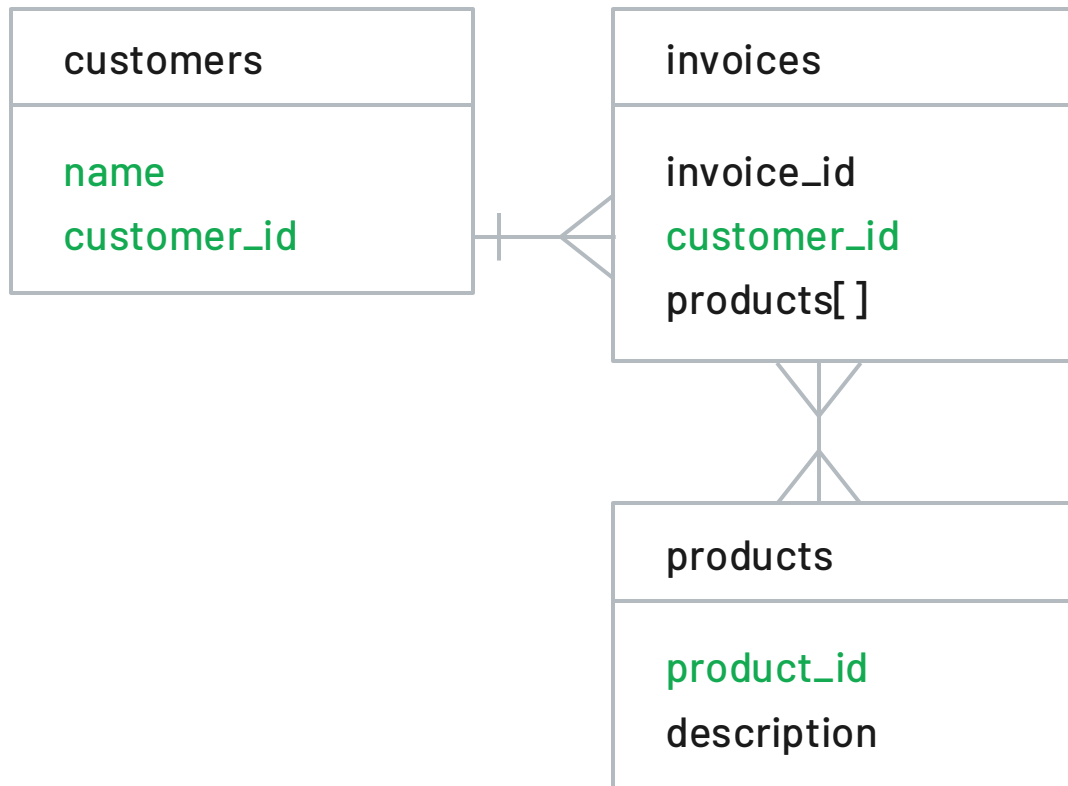 customers
name
customer_id
invoices
invoice_id
customer_id
products[ ]
products
product_id
description